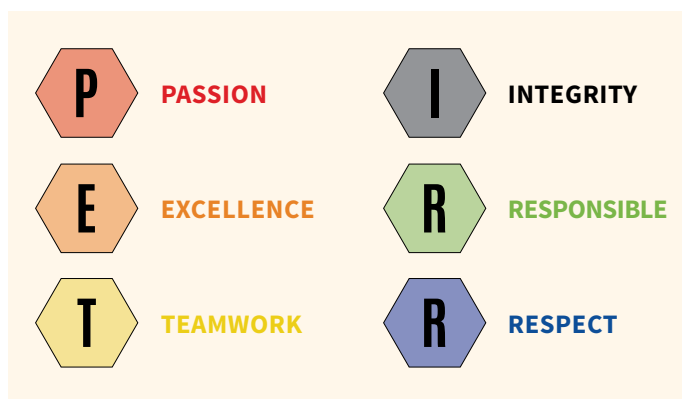 P PASSION
E EXCELLENCE
T TEAMWORK
I INTEGRITY
R RESPONSIBLE
R RESPECT